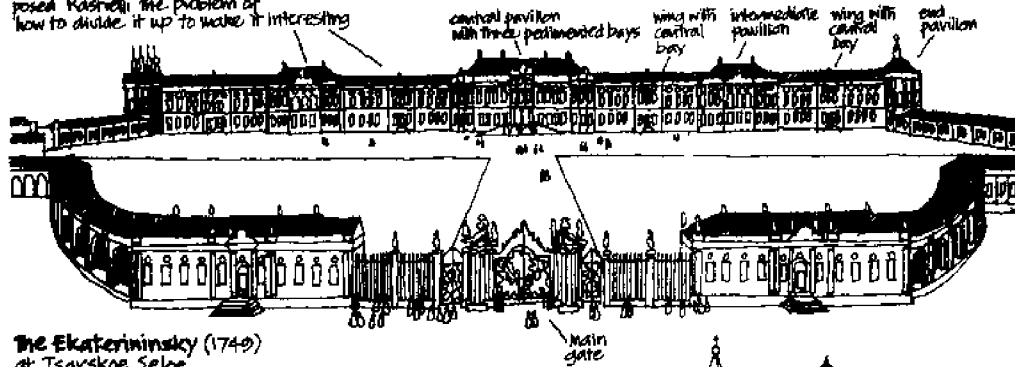 posed Rastrelli the problem of
how to divide it up to make it interesting
central pavilion
with three pedimented bays
wing with
central
bay
intermediate
pavilion
wing with
central
bay
end
pavilion
main
gate
The Ekaterininsky (1749)
at Tsarskoe Seloe